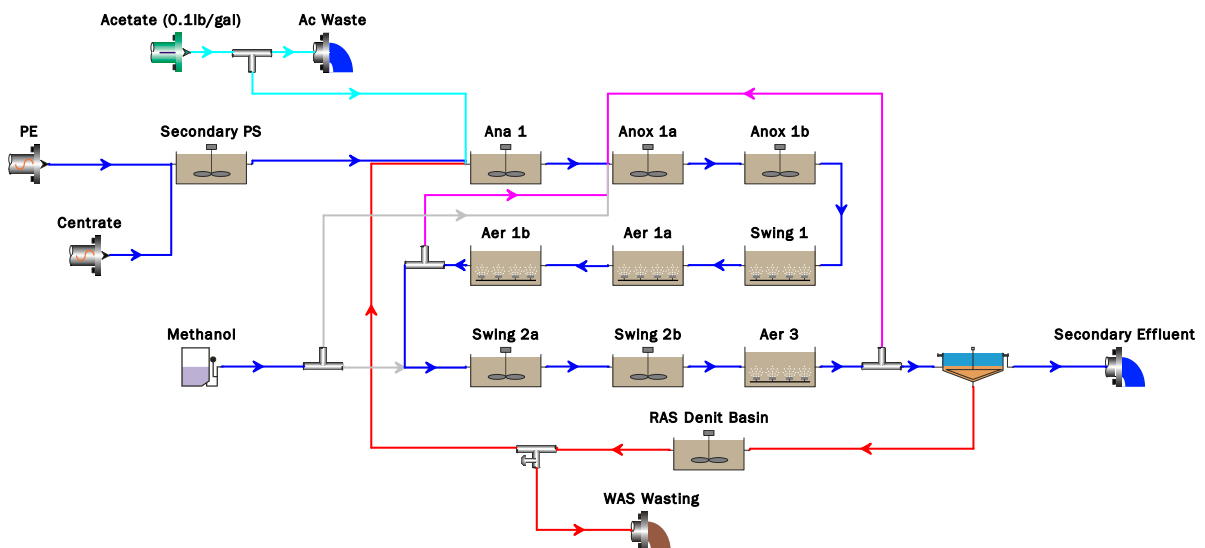 Acetate (0.1lb/gal)
Ac Waste
PE
Secondary PS
Ana 1
Anox 1a
Anox 1b
Centrate
Aer 1b
Aer 1a
Swing 1
Methanol
Swing 2a
Swing 2b
Aer 3
Secondary Effluent
RAS Denit Basin
WAS Wasting